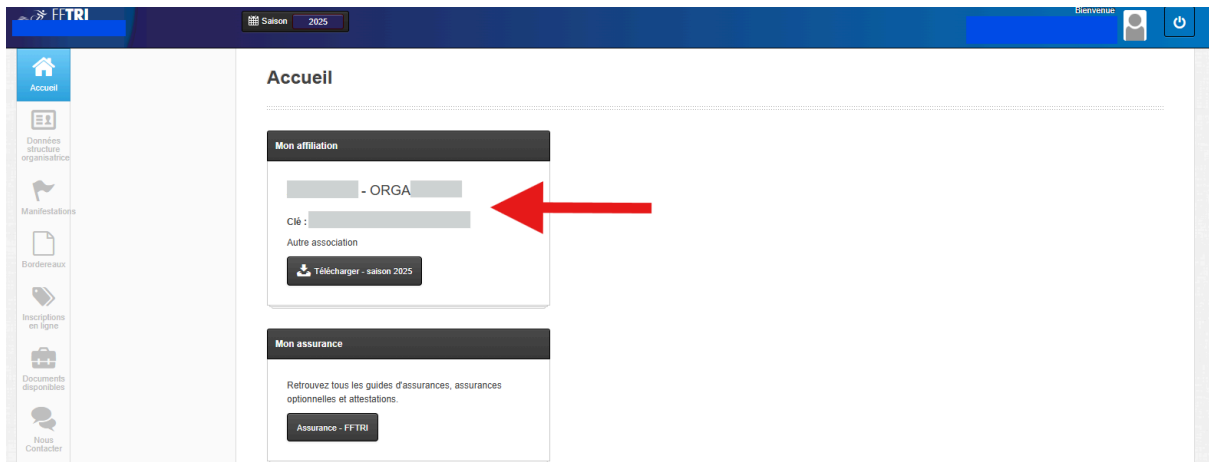 FFTRI
Saison 2025
Bienvenue
Accueil
Données
structure
organisatrice
Manifestations
Bordereaux
Inscriptions
en ligne
Documents
disponibles
Nous
Contacter
Accueil
Mon affiliation
- ORGA
Clé :
Autre association
Télécharger - saison 2025
Mon assurance
Retrouvez tous les guides d'assurances, assurances
optionnelles et attestations.
Assurance - FFTRI